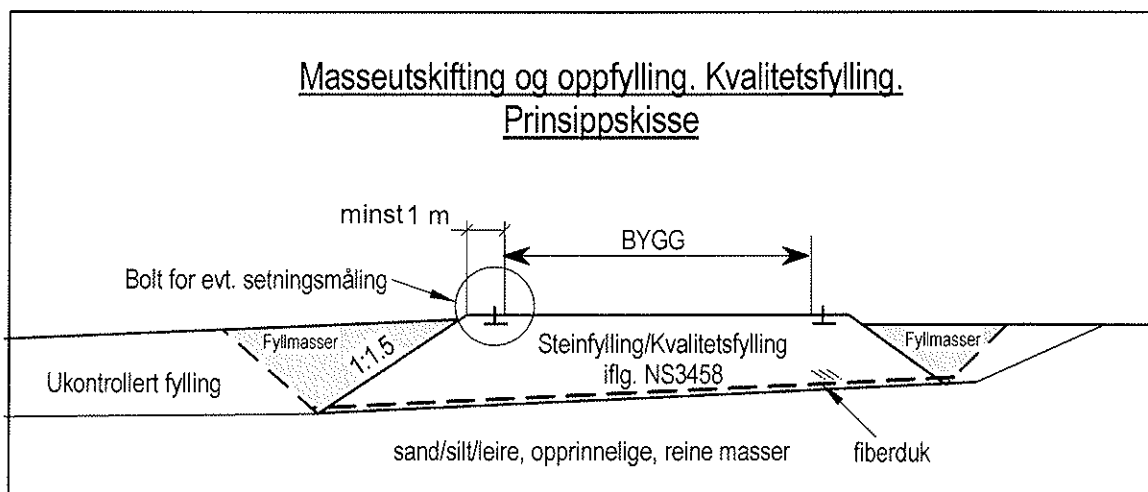 Masseutskifting og oppfylling. Kvalitetsfylling.
Prinsippskisse
minst 1 m
BYGG
Bolt for evt. setningsmåling
Fyllmasser
1:1.5
Steinfylling/Kvalitetsfylling
iflg. NS3458
Fyllmasser
Ukontrollert fylling
sand/silt/leire, opprinnelige, reine masser
fiberduk